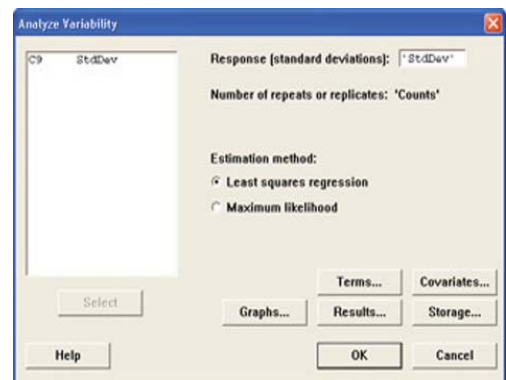 Analyze Variability
C9 StdDev
Response (standard deviations): 'StdDev'
Number of repeats or replicates: 'Counts'
Estimation method:
Least squares regression
Maximum likelihood
Terms... Covariates...
Select Graphs... Results... Storage...
Help OK Cancel